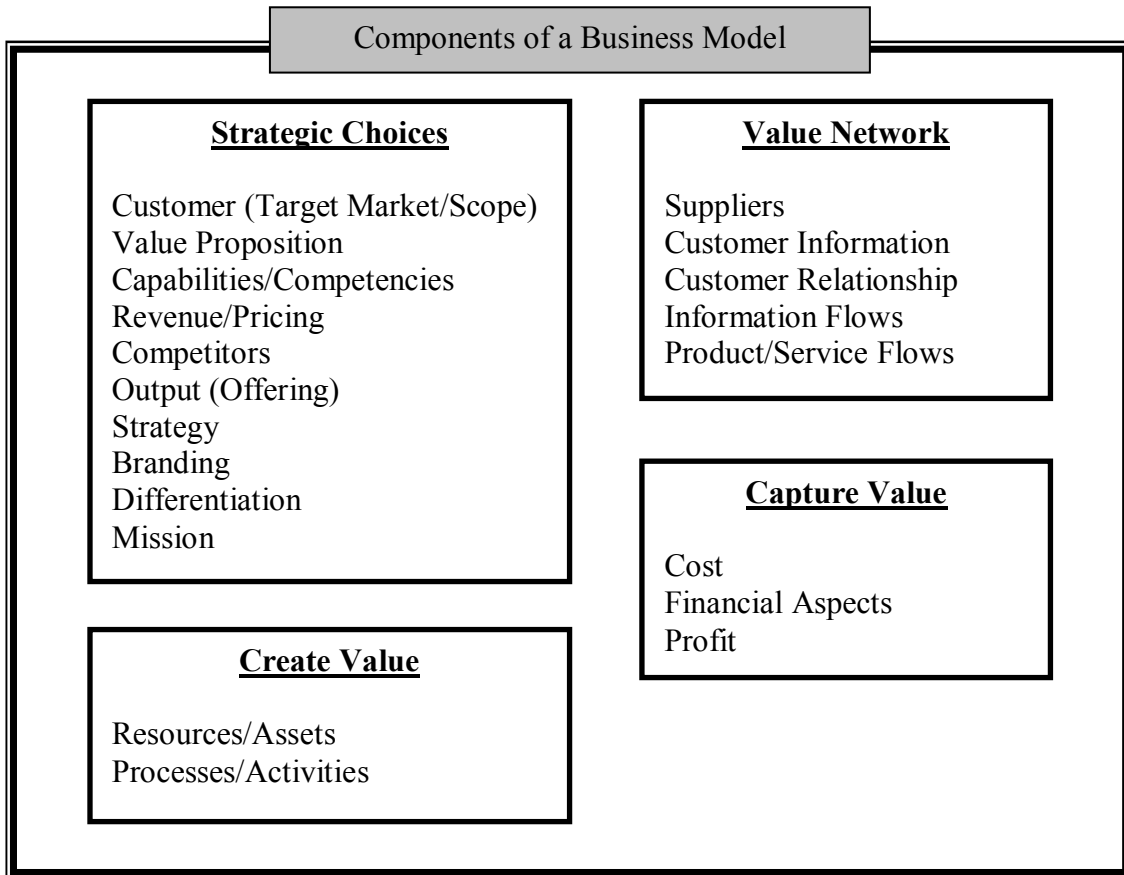 Components of a Business Model
Strategic Choices
Customer (Target Market/Scope)
Value Proposition
Capabilities/Competencies
Revenue/Pricing
Competitors
Output (Offering)
Strategy
Branding
Differentiation
Mission
Value Network
Suppliers
Customer Information
Customer Relationship
Information Flows
Product/Service Flows
Create Value
Resources/Assets
Processes/Activities
Capture Value
Cost
Financial Aspects
Profit